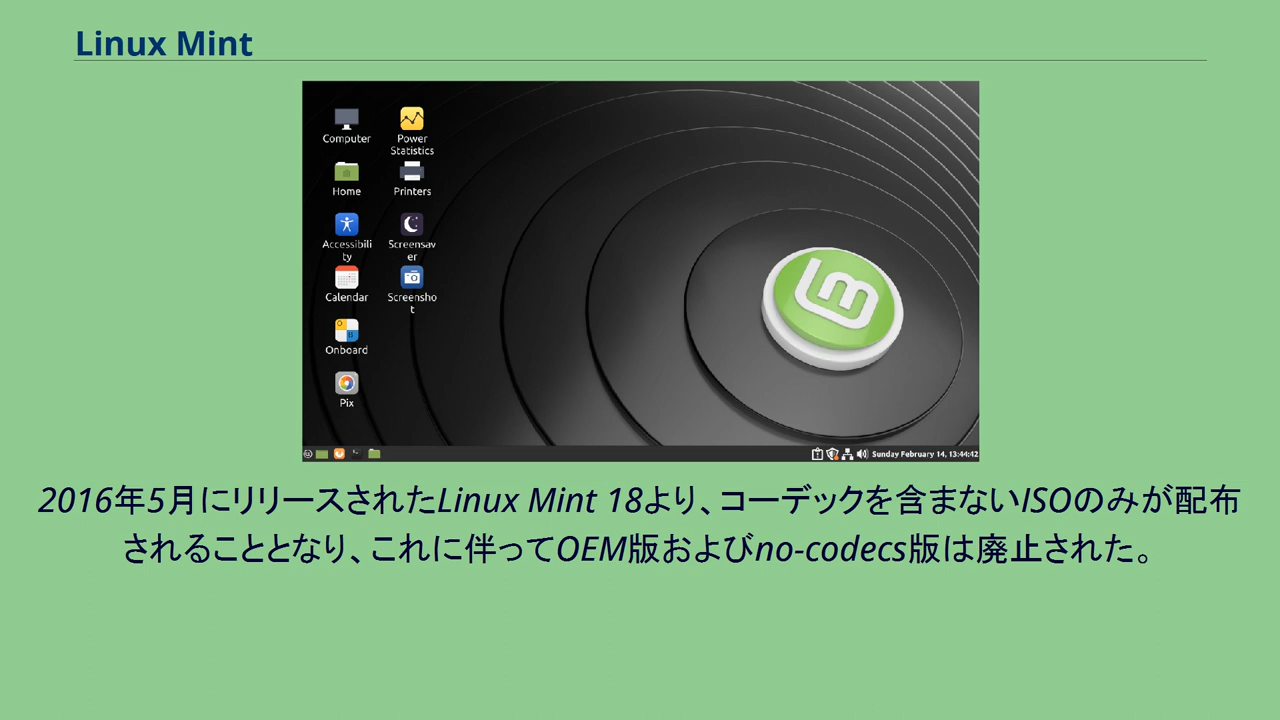 Linux Mint
Computer
Power
Statistics
Home
Printers
Accessibili
ty
Screensav
er
Calendar
Screensho
t
Onboard
Pix
Sunday February 14, 13:44:42
2016年5月にリリースされたLinux Mint 18より、コーデックを含まないISOのみが配布
されることとなり、これに伴ってOEM版およびno-codecs版は廃止された。